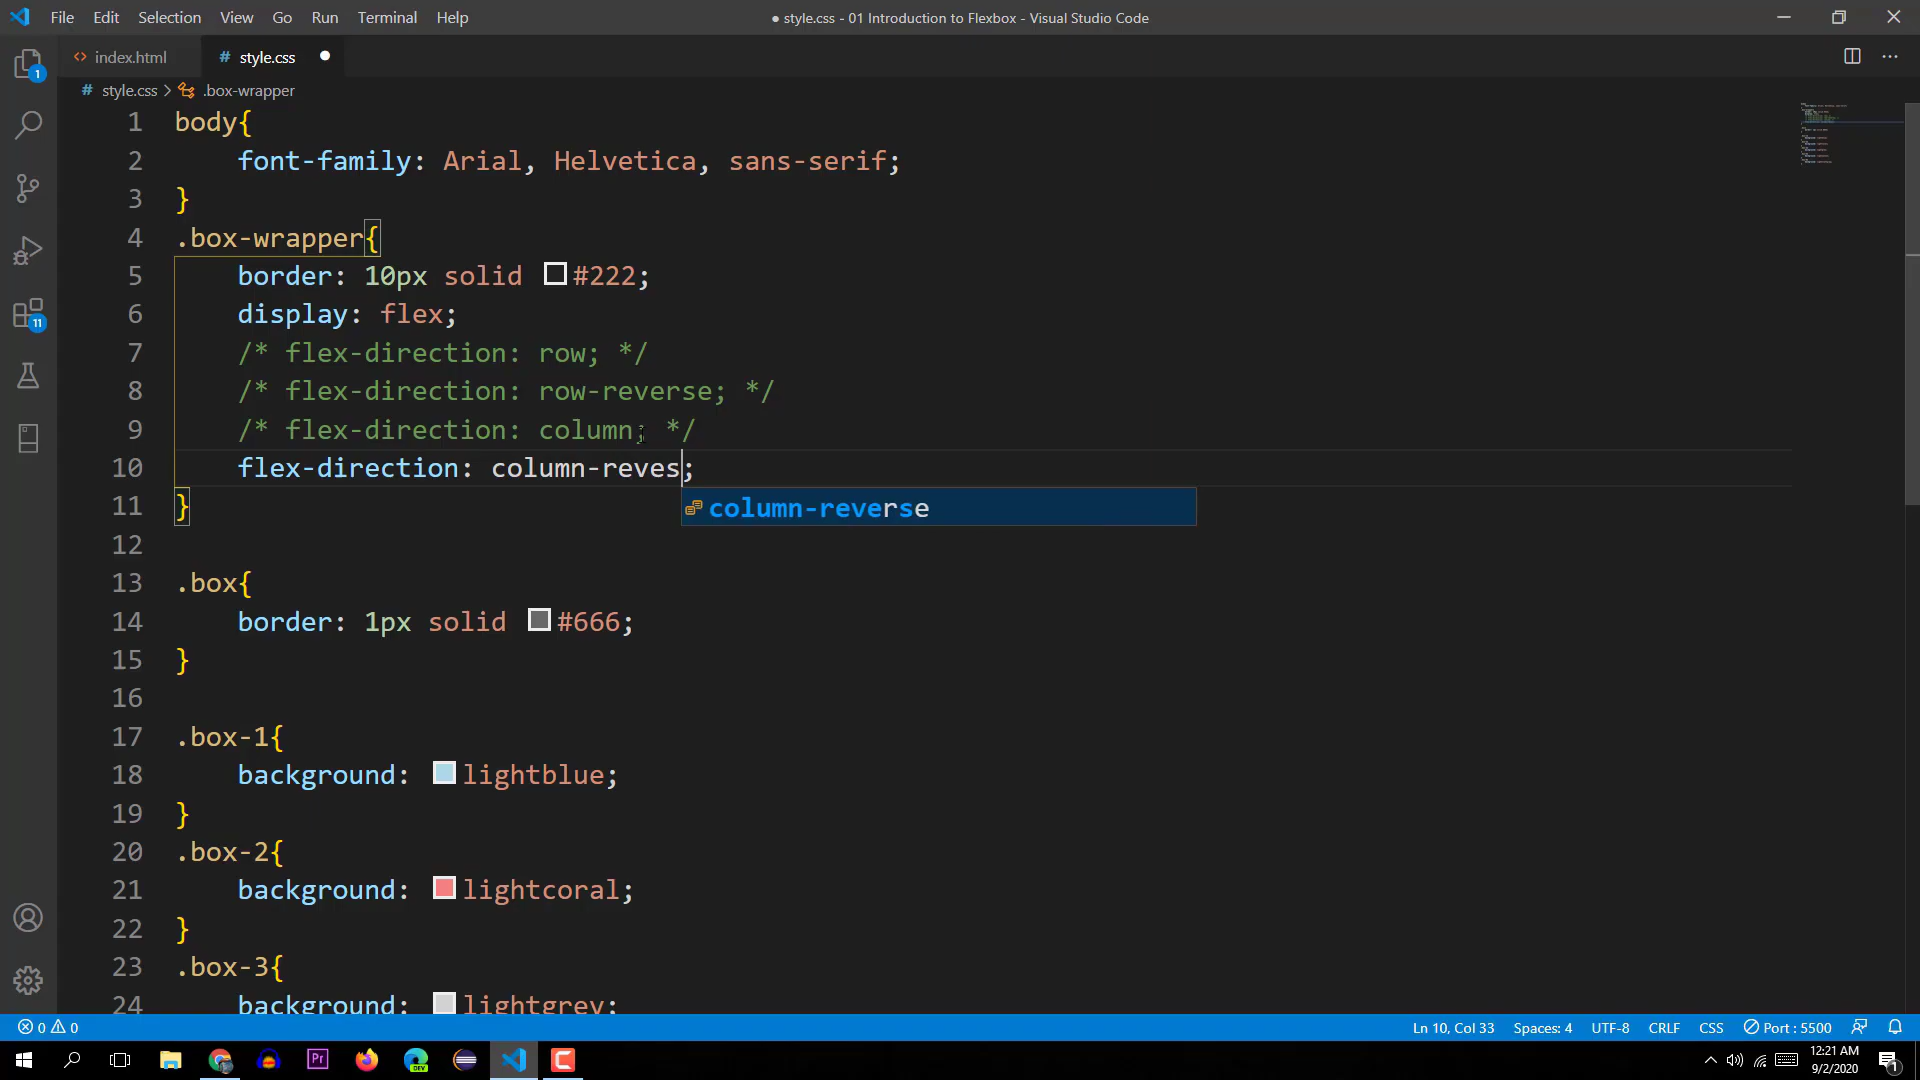 File Edit Selection View Go Run Terminal Help
● style.css - 01 Introduction to Flexbox - Visual Studio Code
1
<> index.html
# style.css ●
# style.css > .box-wrapper
1 body{
2 font-family: Arial, Helvetica, sans-serif;
3 }
4 .box-wrapper{
5 border: 10px solid #222;
6 display: flex;
7 /* flex-direction: row; */
8 /* flex-direction: row-reverse; */
9 /* flex-direction: column; */
10 flex-direction: column-reves;
11 }
column-reverse
12
13 .box{
14 border: 1px solid #666;
15 }
16
17 .box-1{
18 background: lightblue;
19 }
20 .box-2{
21 background: lightcoral;
22 }
23 .box-3{
24 background: lightgrey;
11
0 0
Ln 10, Col 33 Spaces: 4 UTF-8 CRLF CSS Port : 5500
Pr
DEV
12:21 AM
9/2/2020
1